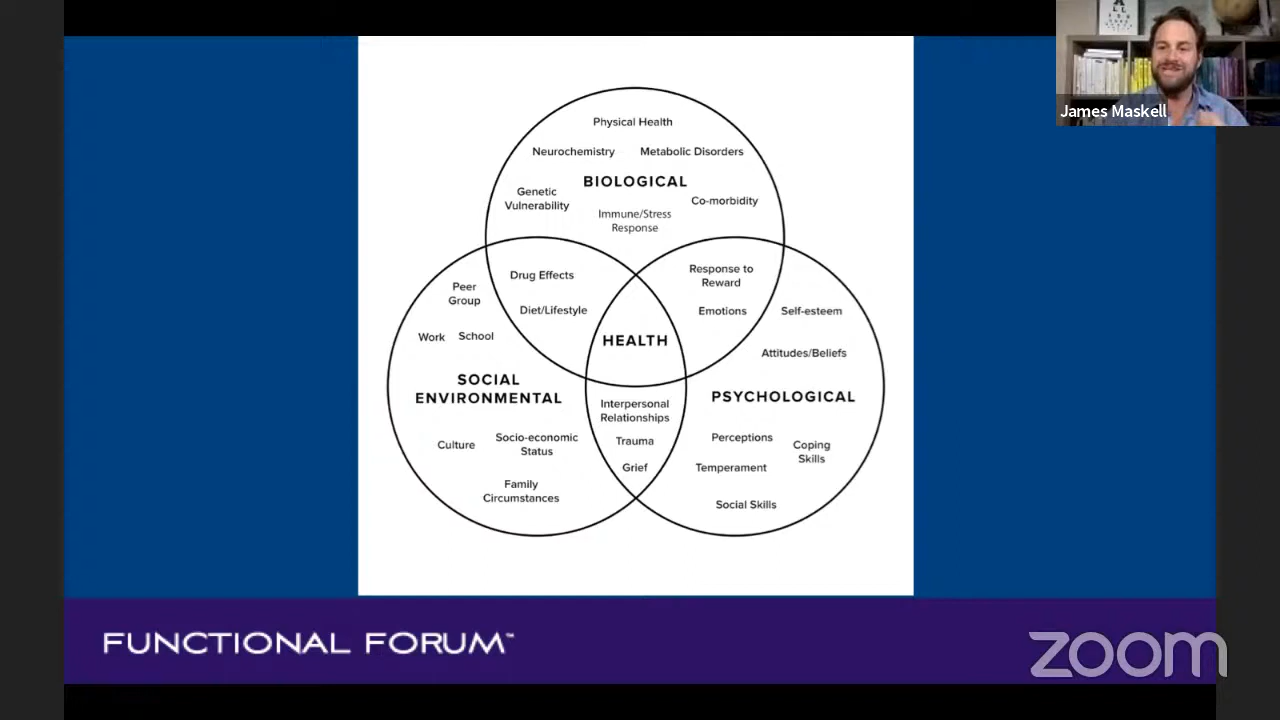 James Maskell
Physical Health
Neurochemistry
Metabolic Disorders
BIOLOGICAL
Genetic
Vulnerability
Co-morbidity
Immune/Stress
Response
Drug Effects
Diet/Lifestyle
Response to
Reward
Emotions
Peer
Group
Work
School
Self-esteem
Attitudes/Beliefs
HEALTH
SOCIAL
ENVIRONMENTAL
PSYCHOLOGICAL
Interpersonal
Relationships
Trauma
Grief
Culture
Socio-economic
Status
Family
Circumstances
Perceptions
Coping
Skills
Temperament
Social Skills
FUNCTIONAL FORUM™
zoom